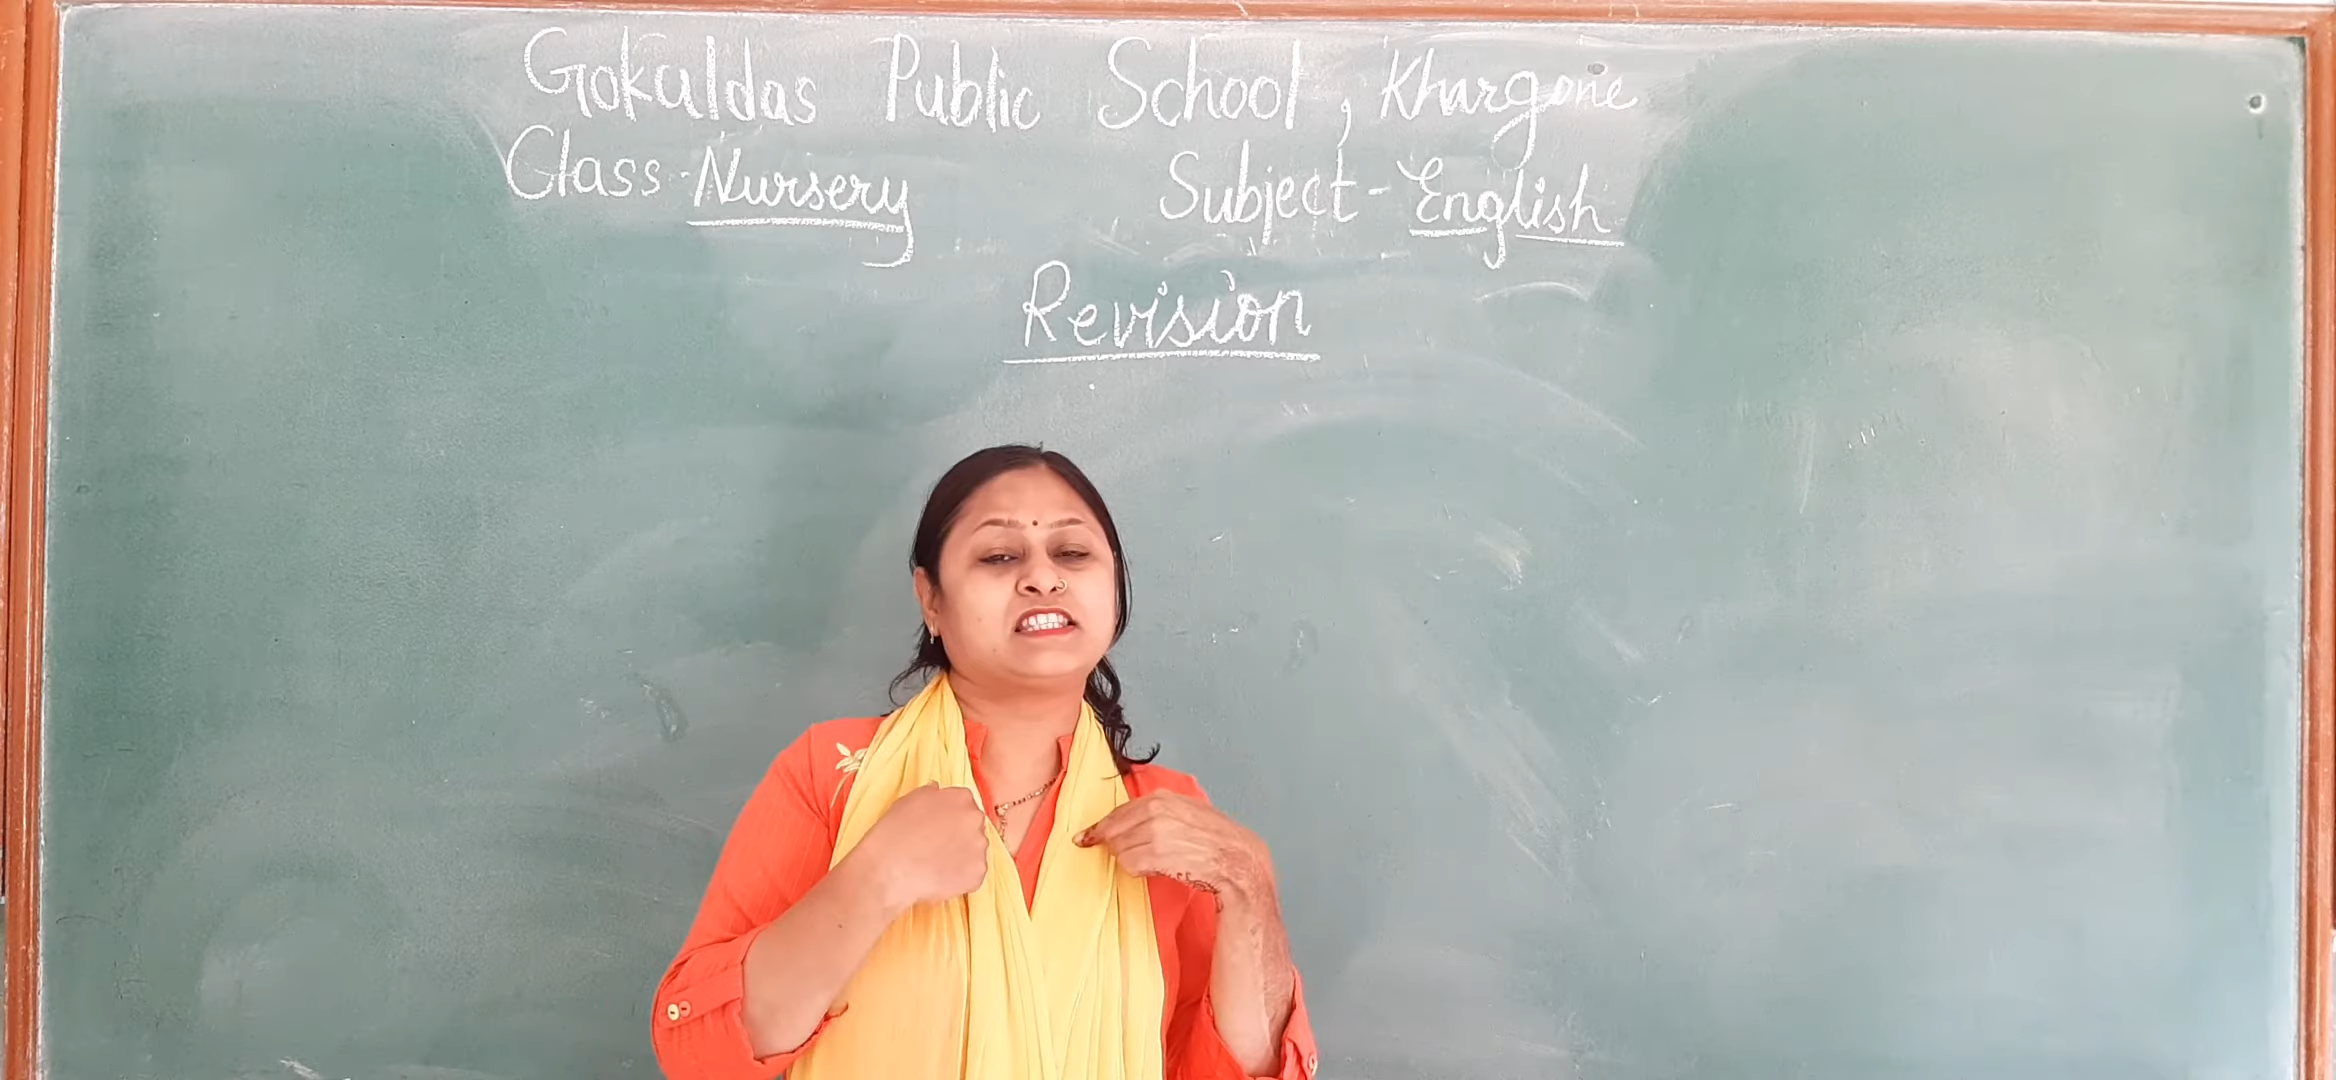 Gokuldas Public School, Khargone
Class-Nursery Subject-English
Revision